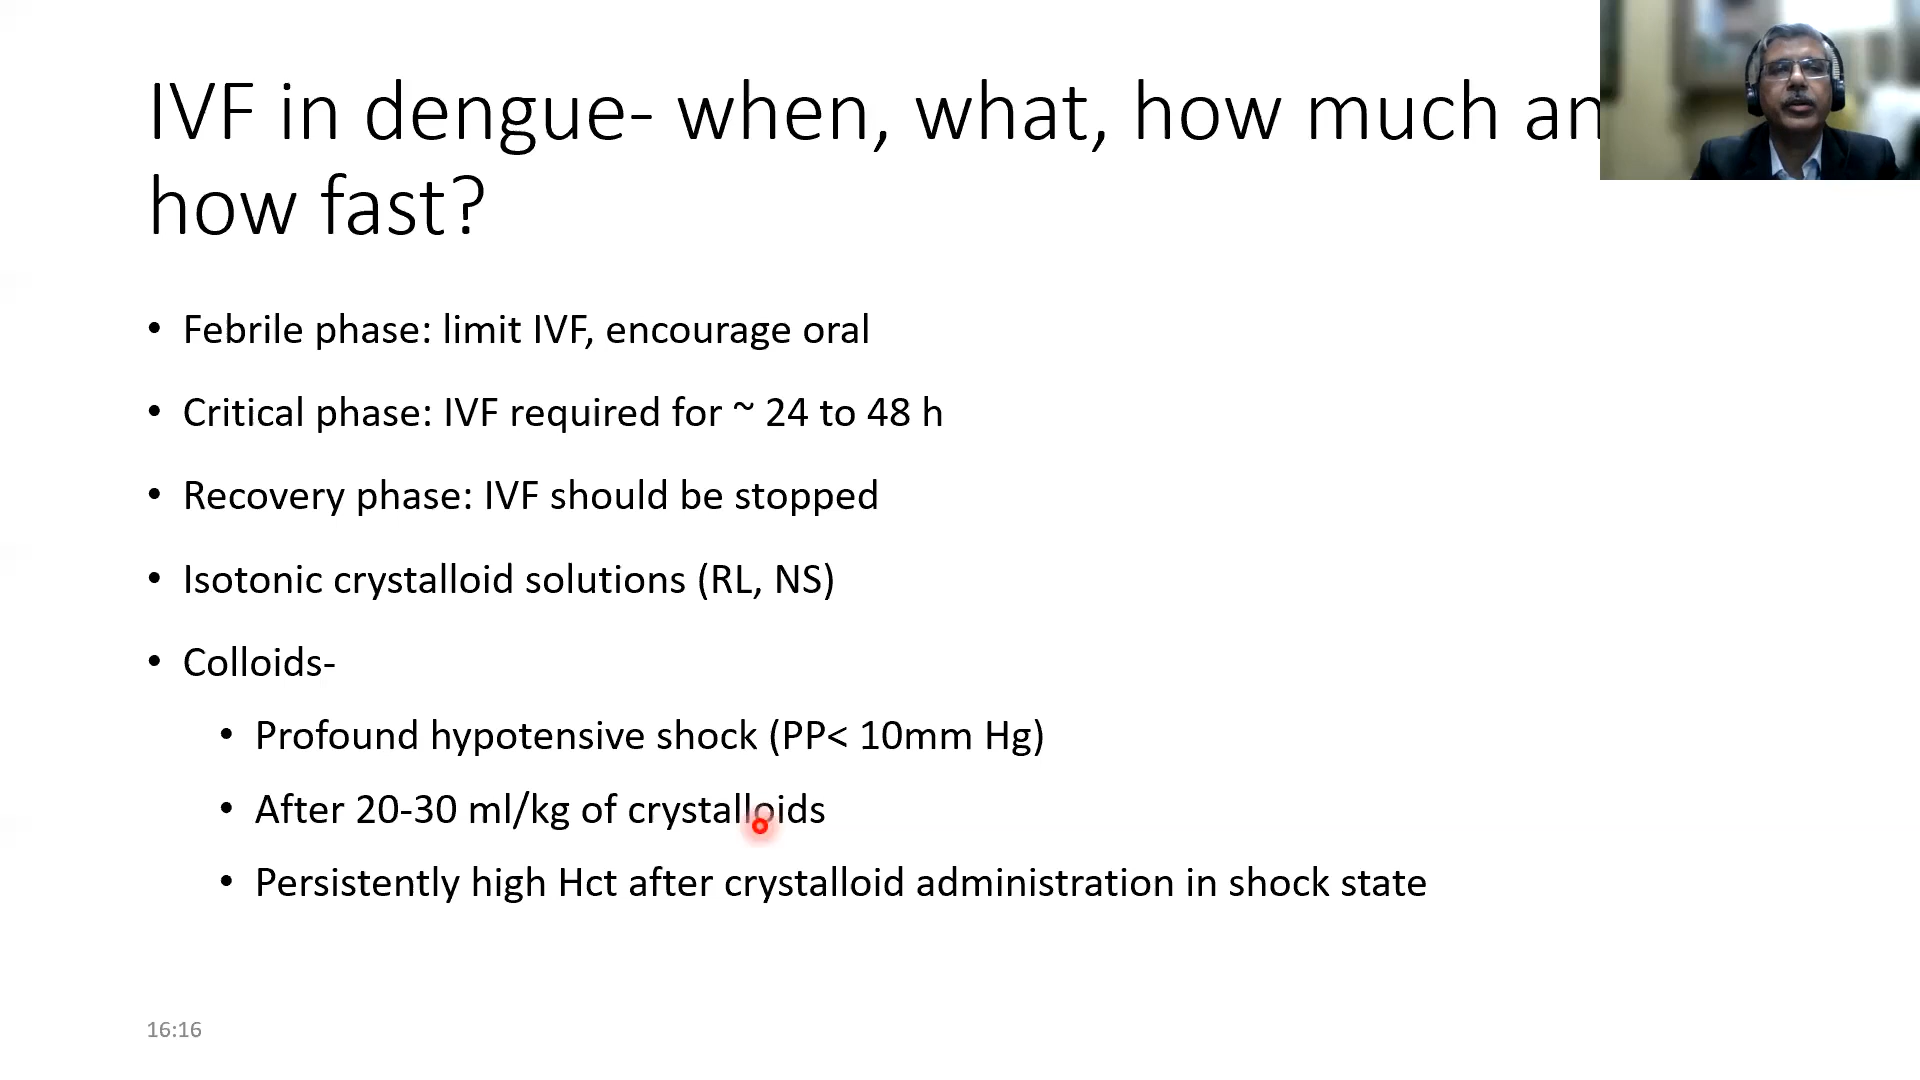 IVF in dengue- when, what, how much an
how fast?
• Febrile phase: limit IVF, encourage oral
• Critical phase: IVF required for ~ 24 to 48 h
• Recovery phase: IVF should be stopped
• Isotonic crystalloid solutions (RL, NS)
• Colloids-
• Profound hypotensive shock (PP< 10mm Hg)
• After 20-30 ml/kg of crystalloids
• Persistently high Hct after crystalloid administration in shock state
16:16